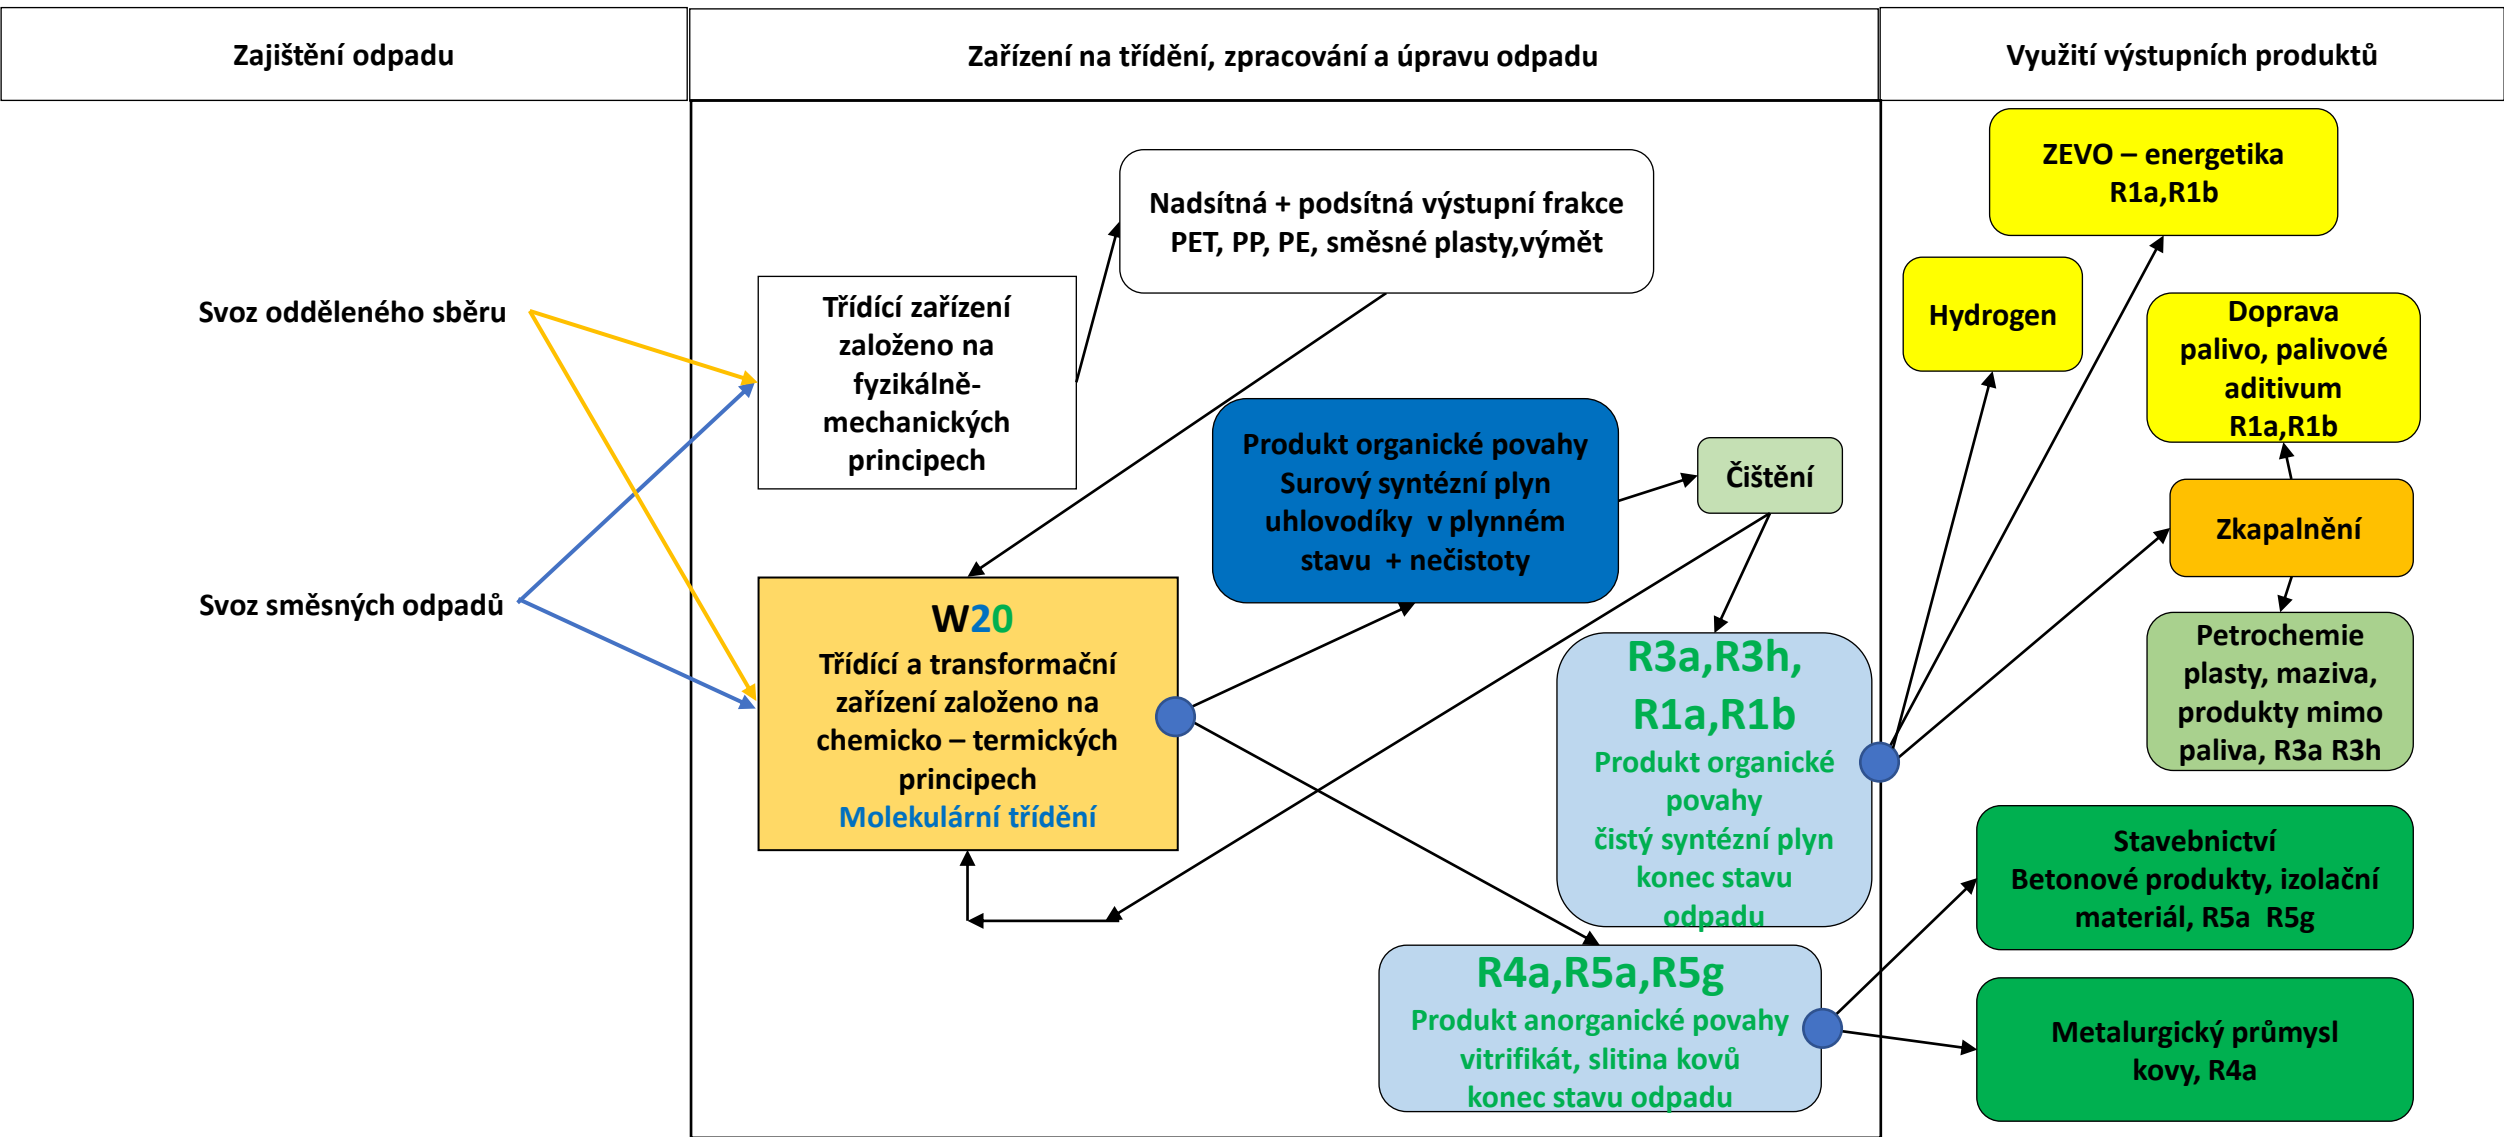 Zajištění odpadu
Zařízení na třídění, zpracování a úpravu odpadu
Využití výstupních produktů
Svoz odděleného sběru
Svoz směsných odpadů
Třídící zařízení
založeno na
fyzikálně-
mechanických
principech
Nadsítná + podsítná výstupní frakce
PET, PP, PE, směsné plasty,výmět
W20
Třídící a transformační
zařízení založeno na
chemicko – termických
principech
Molekulární třídění
Produkt organické povahy
Surový syntézní plyn
uhlovodíky v plynném
stavu + nečistoty
Čištění
R3a,R3h,
R1a,R1b
Produkt organické
povahy
čistý syntézní plyn
konec stavu
odpadu
R4a,R5a,R5g
Produkt anorganické povahy
vitrifikát, slitina kovů
konec stavu odpadu
ZEVO – energetika
R1a,R1b
Hydrogen
Doprava
palivo, palivové
aditivum
R1a,R1b
Zkapalnění
Petrochemie
plasty, maziva,
produkty mimo
paliva, R3a R3h
Stavebnictví
Betonové produkty, izolační
materiál, R5a R5g
Metalurgický průmysl
kovy, R4a